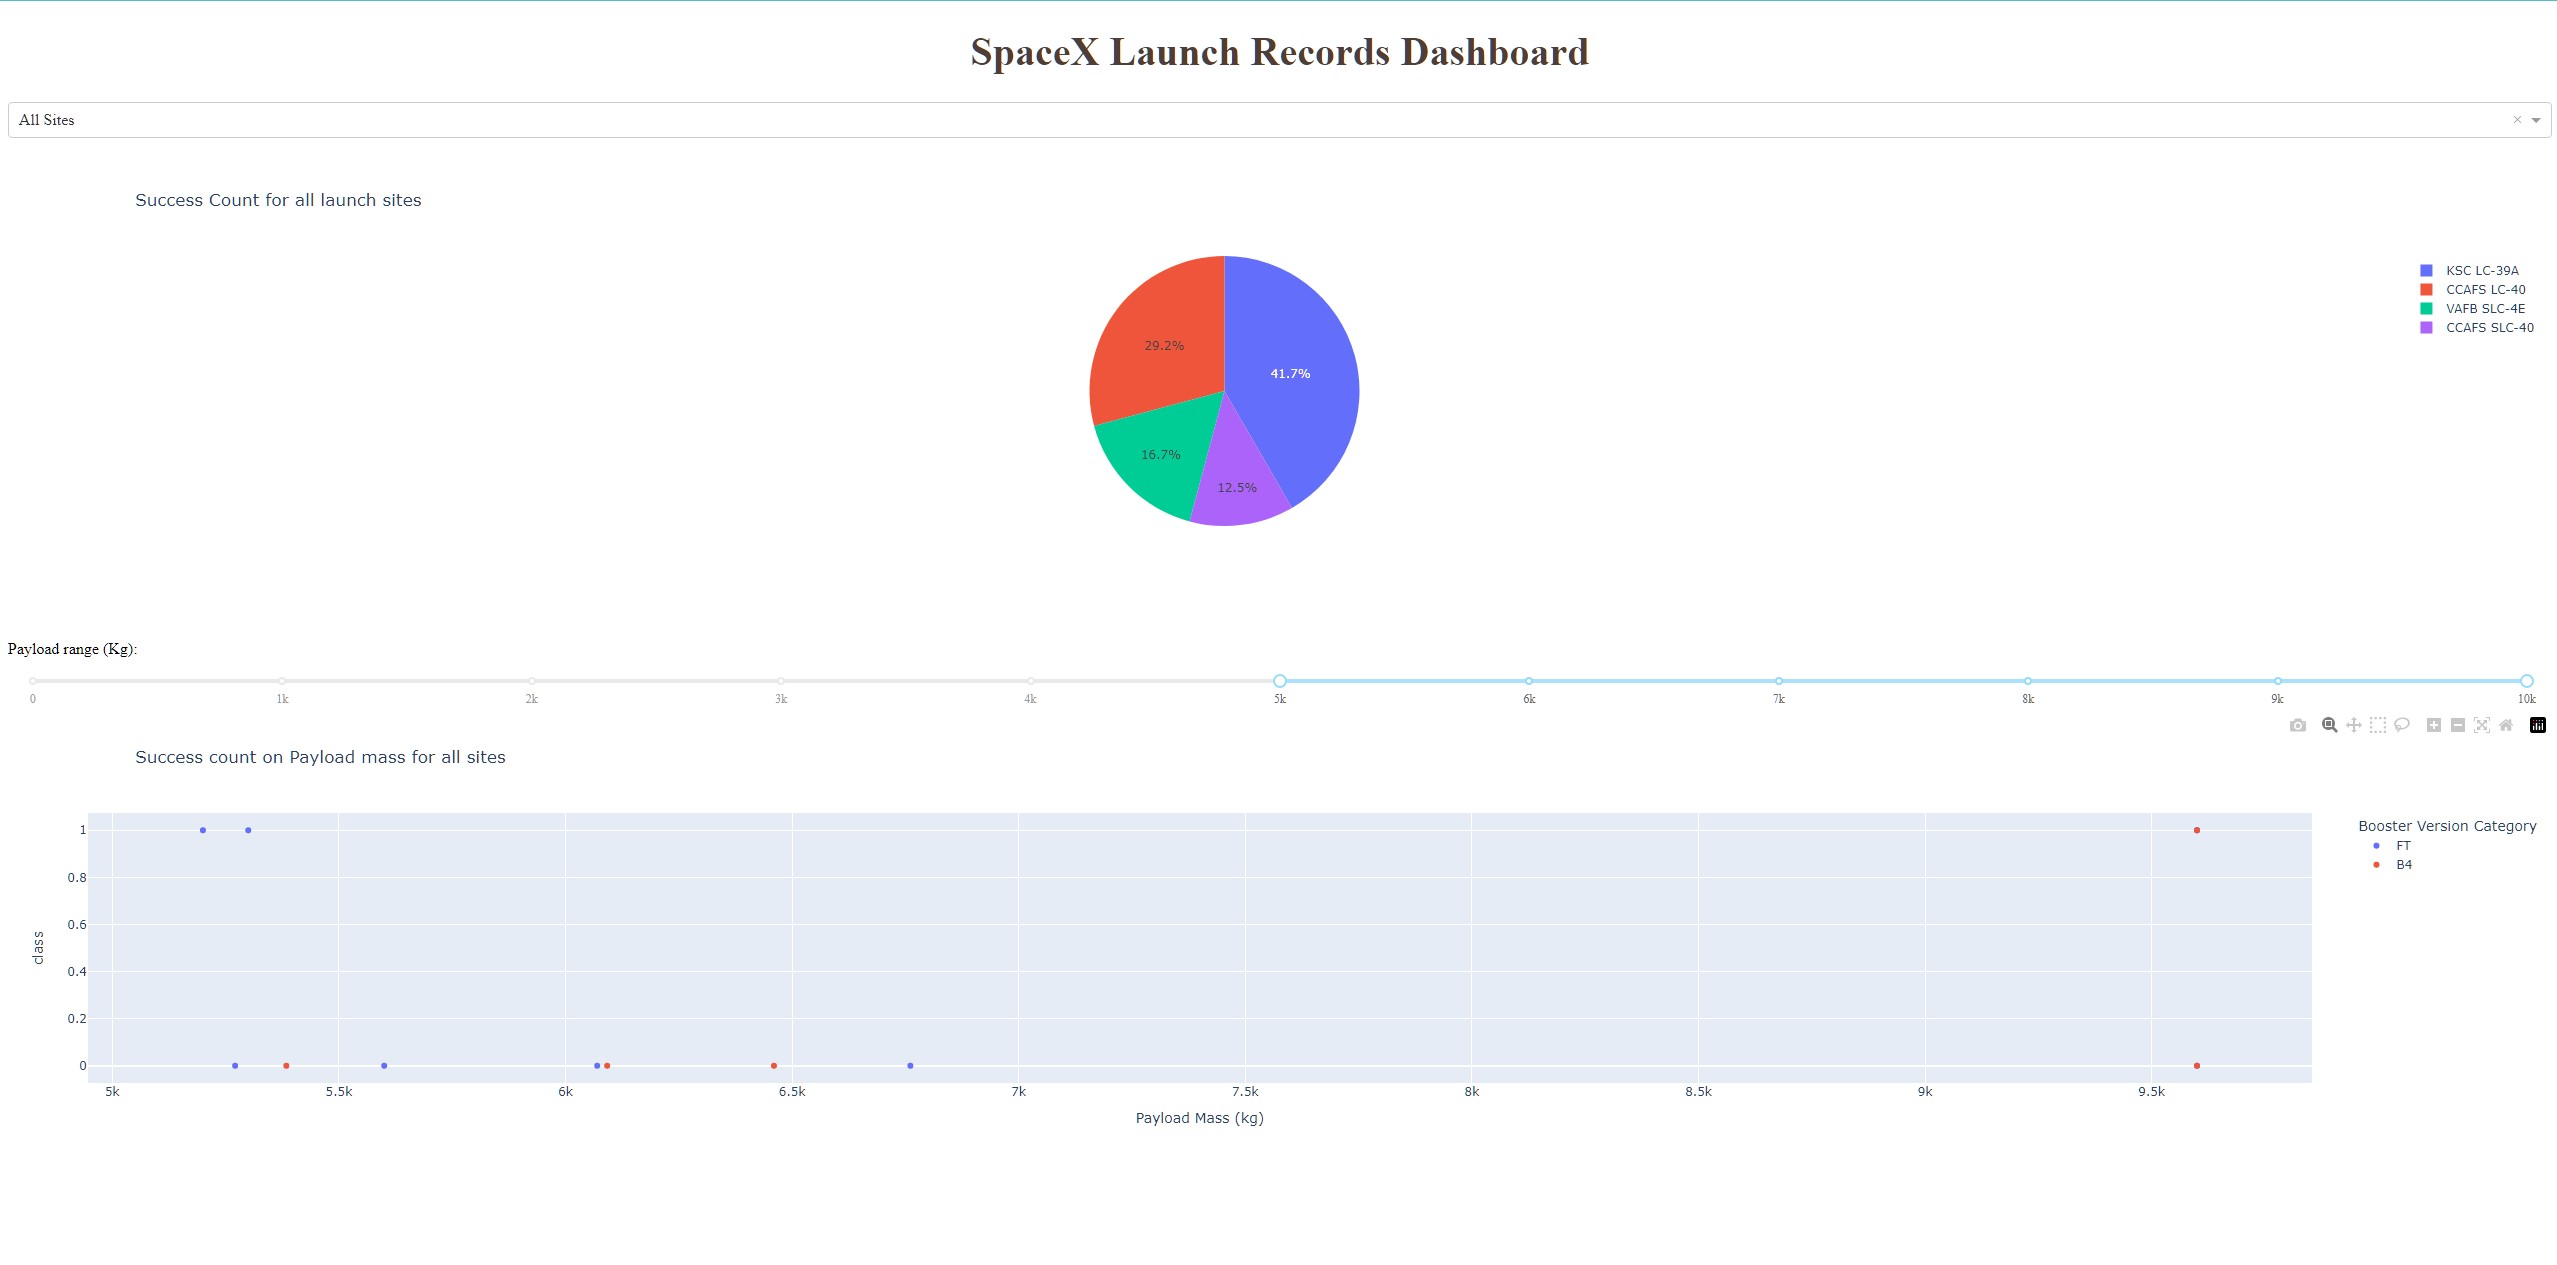 SpaceX Launch Records Dashboard
All Sites
Success Count for all launch sites
KSC LC-39A
CCAFS LC-40
VAFB SLC-4E
CCAFS SLC-40
29.2%
41.7%
16.7%
12.5%
Payload range (Kg):
0 1k 2k 3k 4k 5k 6k 7k 8k 9k 10k
Success count on Payload mass for all sites
Booster Version Category
FT
B4
class
1
0.8
0.6
0.4
0.2
0
5k 5.5k 6k 6.5k 7k 7.5k 8k 8.5k 9k 9.5k
Payload Mass (kg)